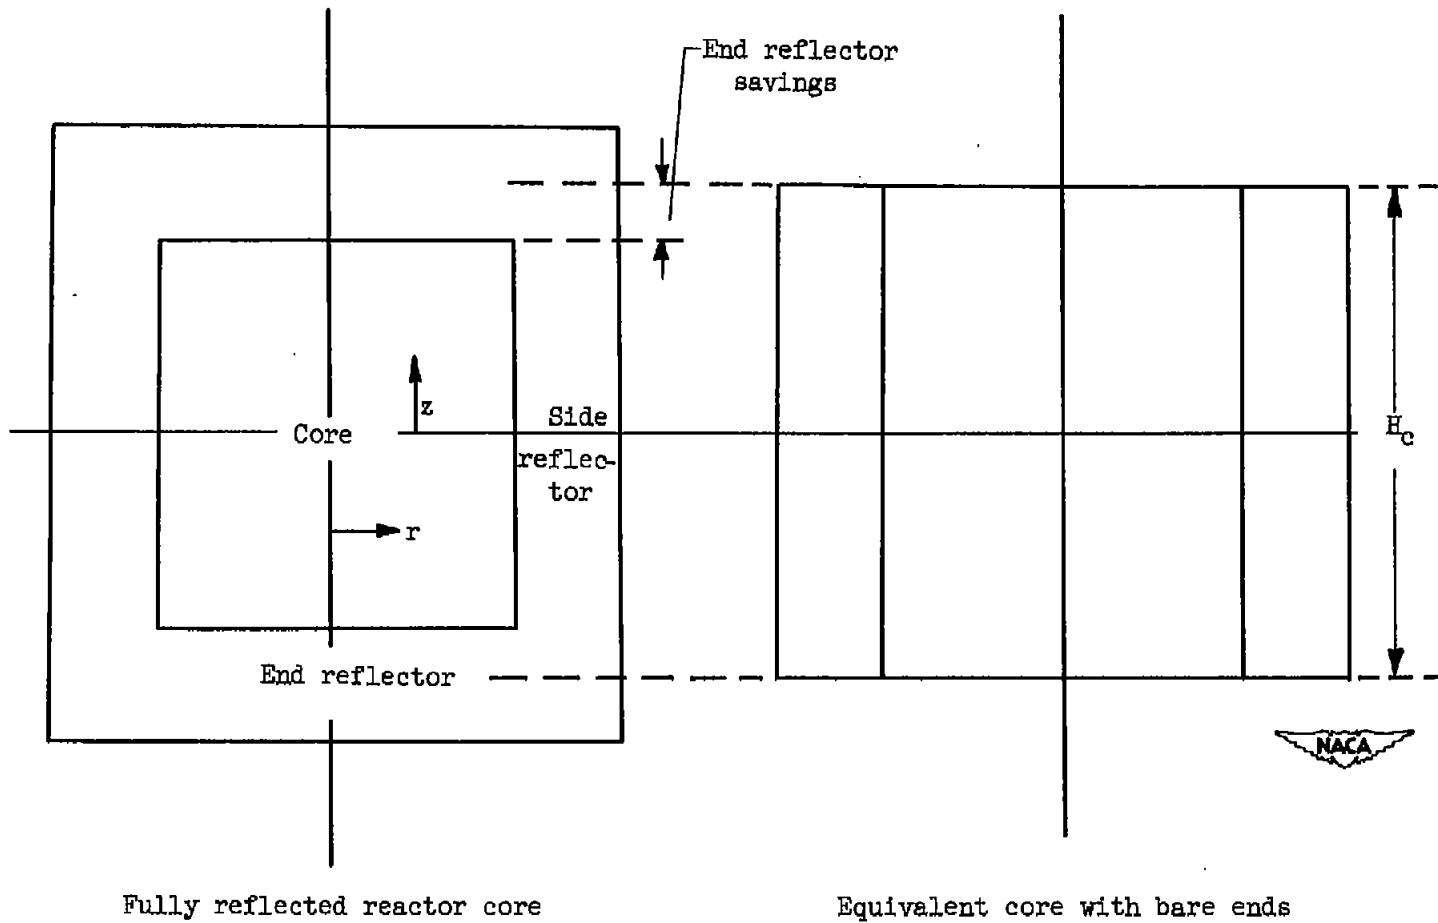 End reflector
savings
z
Core
Side
reflec-
tor
r
H_c
End reflector
NACA
Fully reflected reactor core
Equivalent core with bare ends